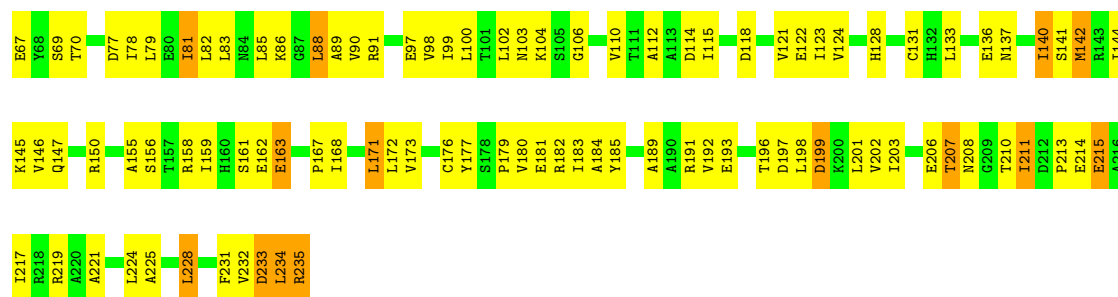 E67 Y68 S69 T70 D77 I78 L79 E80 I81 L82 L83 N84 L85 K86 G87 L88 A89 V90 R91 E97 V98 I99 L100 T101 L102 N103 K104 S105 G106 V110 T111 A112 A113 D114 I115 D118 V121 E122 I123 V124 H128 C131 H132 L133 E136 N137 I140 S141 M142 R143 I144
K145 V146 Q147 R150 A155 S156 T157 R158 I159 H160 S161 E162 E163 P167 I168 L171 L172 V173 C176 Y177 S178 P179 V180 E181 R182 I183 A184 Y185 A189 A190 R191 V192 E193 T196 D197 L198 D199 K200 L201 V202 I203 E206 T207 N208 G209 T210 I211 D212 P213 E214 E215 A216
I217 R218 R219 A220 A221 L224 A225 L228 F231 V232 D233 L234 R235